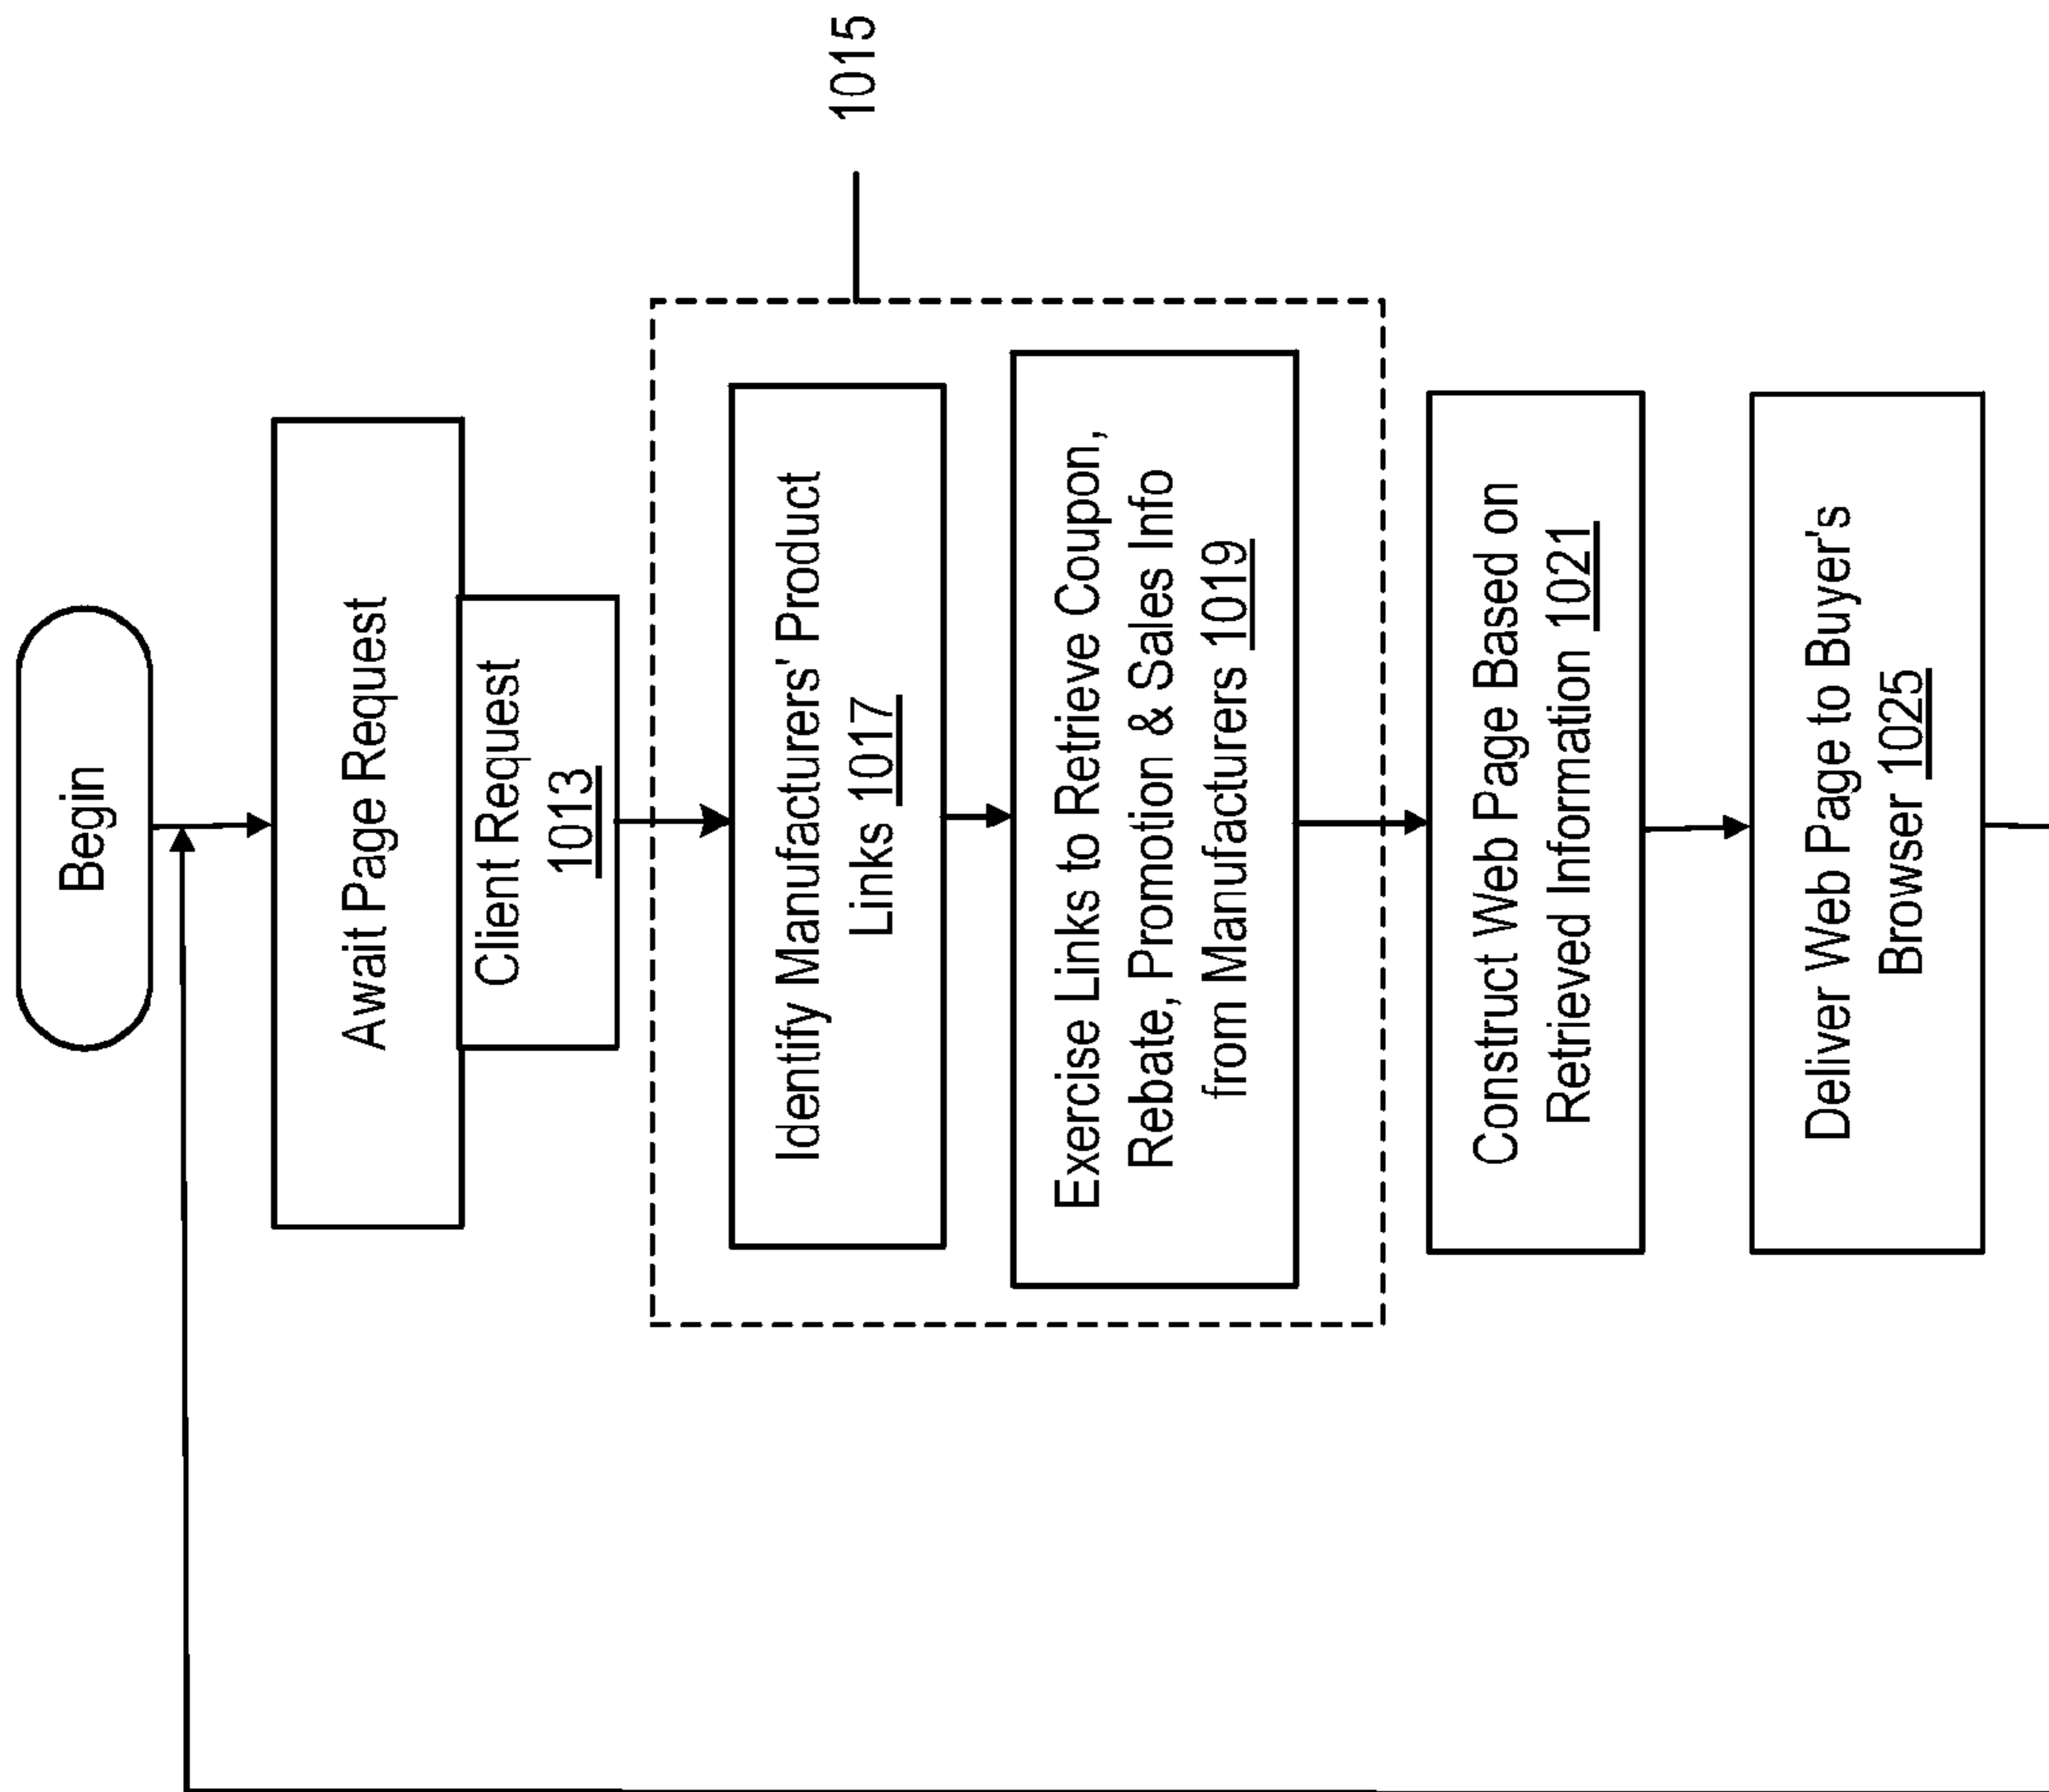 Begin
Await Page Request
Client Request
1013
1015
Identify Manufacturers' Product
Links 1017
Exercise Links to Retrieve Coupon,
Rebate, Promotion & Sales Info
from Manufacturers 1019
Construct Web Page Based on
Retrieved Information 1021
Deliver Web Page to Buyer's
Browser 1025